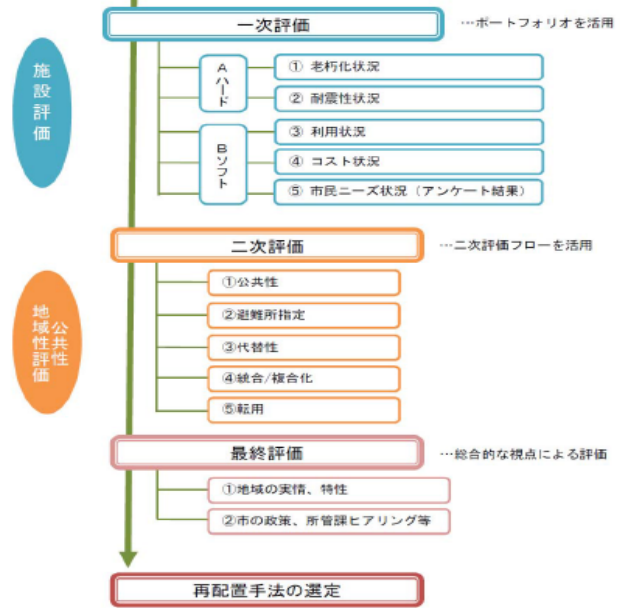 一次評価
…ポートフォリオを活用
施設評価
Aハード
① 老朽化状況
② 耐震性状況
Bソフト
③ 利用状況
④ コスト状況
⑤ 市民ニーズ状況（アンケート結果）
二次評価
…二次評価フローを活用
公共性
地域性評価
①公共性
②避難所指定
③代替性
④統合/複合化
⑤転用
最終評価
…総合的な視点による評価
①地域の実情、特性
②市の政策、所管課ヒアリング等
再配置手法の選定